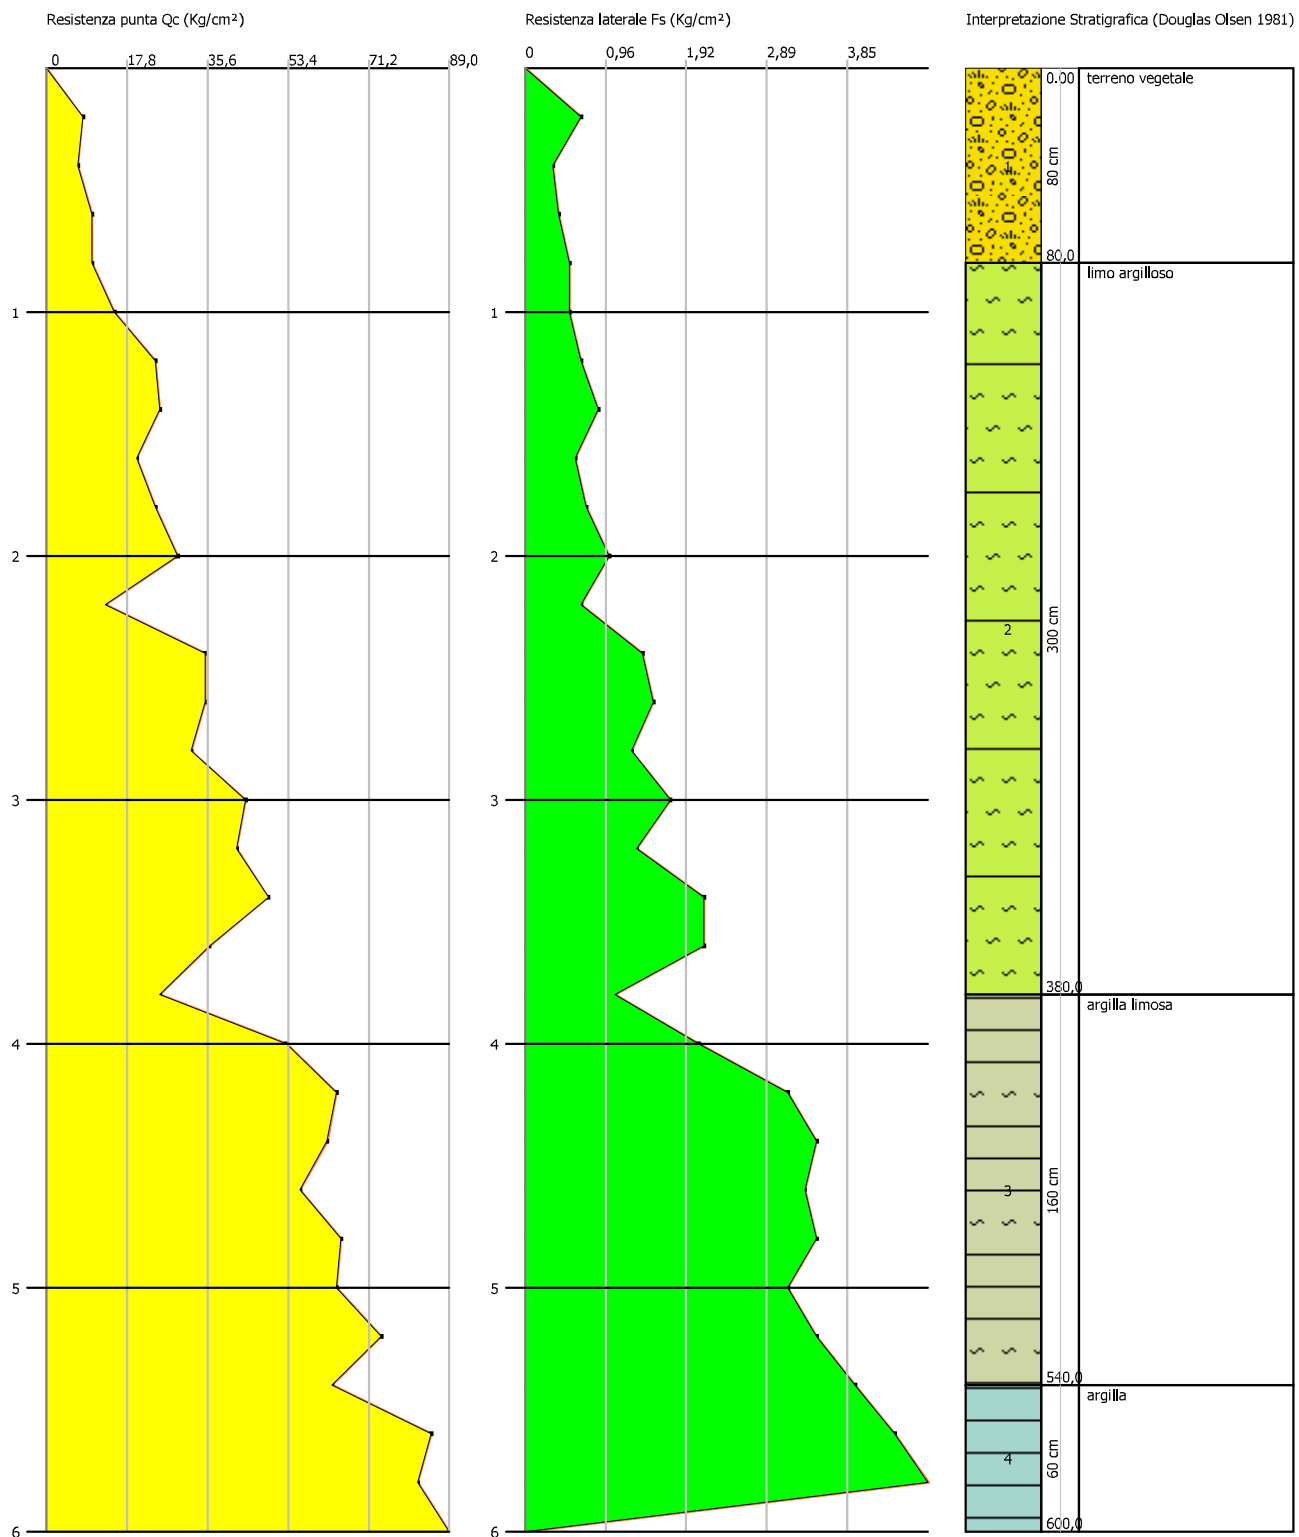 Resistenza punta Qc (Kg/cm²)
0 17,8 35,6 53,4 71,2 89,0
1
2
3
4
5
6
Resistenza laterale Fs (Kg/cm²)
0 0,96 1,92 2,89 3,85
1
2
3
4
5
6
Interpretazione Stratigrafica (Douglas Olsen 1981)
0.00 terreno vegetale
1 80 cm
80,0
limo argilloso
2 300 cm
380,0
argilla limosa
3 160 cm
540,0
argilla
4 60 cm
600,0